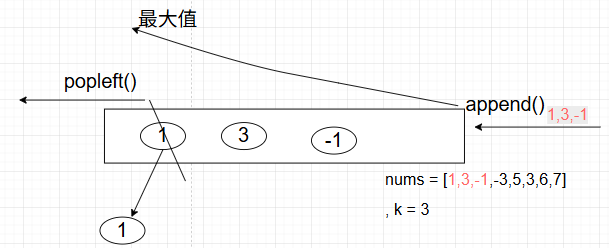 最大值
popleft()
append()
1,3,-1
1
3
-1
nums = [1,3,-1,-3,5,3,6,7]
, k = 3
1